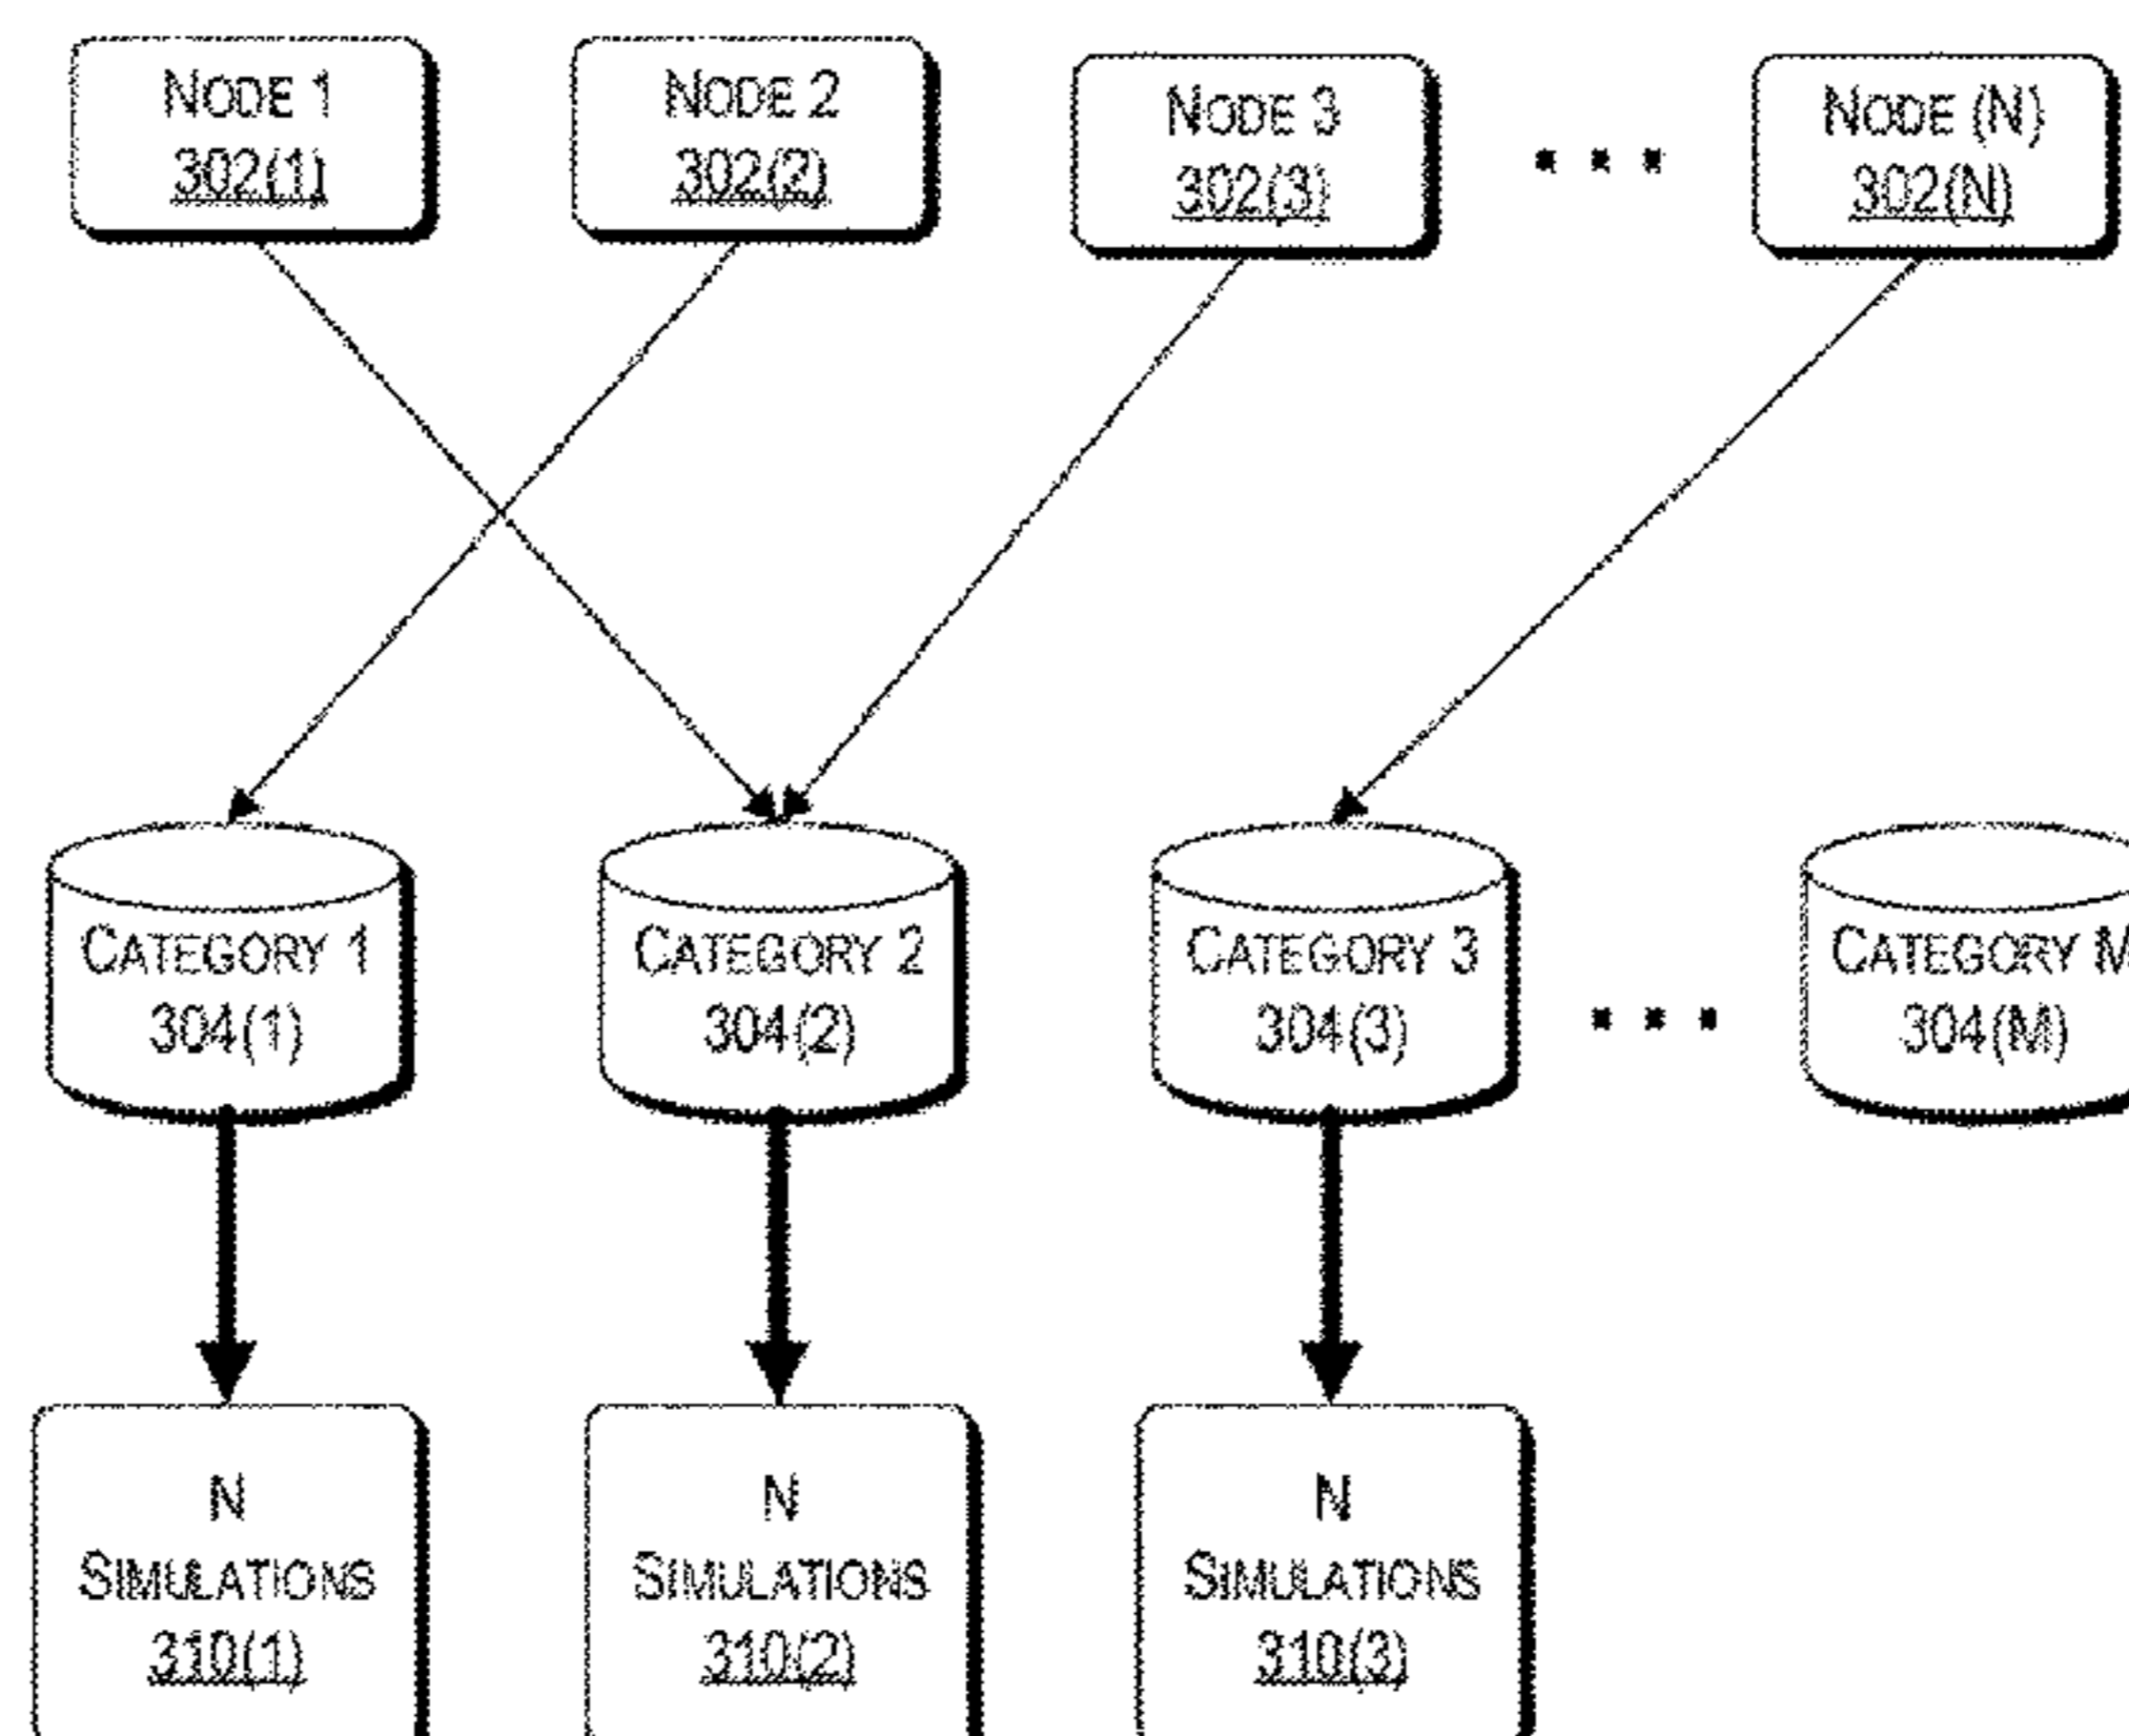 NODE 1
302(1)
NODE 2
302(2)
NODE 3
302(3)
NODE (N)
302(N)
CATEGORY 1
304(1)
CATEGORY 2
304(2)
CATEGORY 3
304(3)
CATEGORY M
304(M)
N
SIMULATIONS
310(1)
N
SIMULATIONS
310(2)
N
SIMULATIONS
310(3)